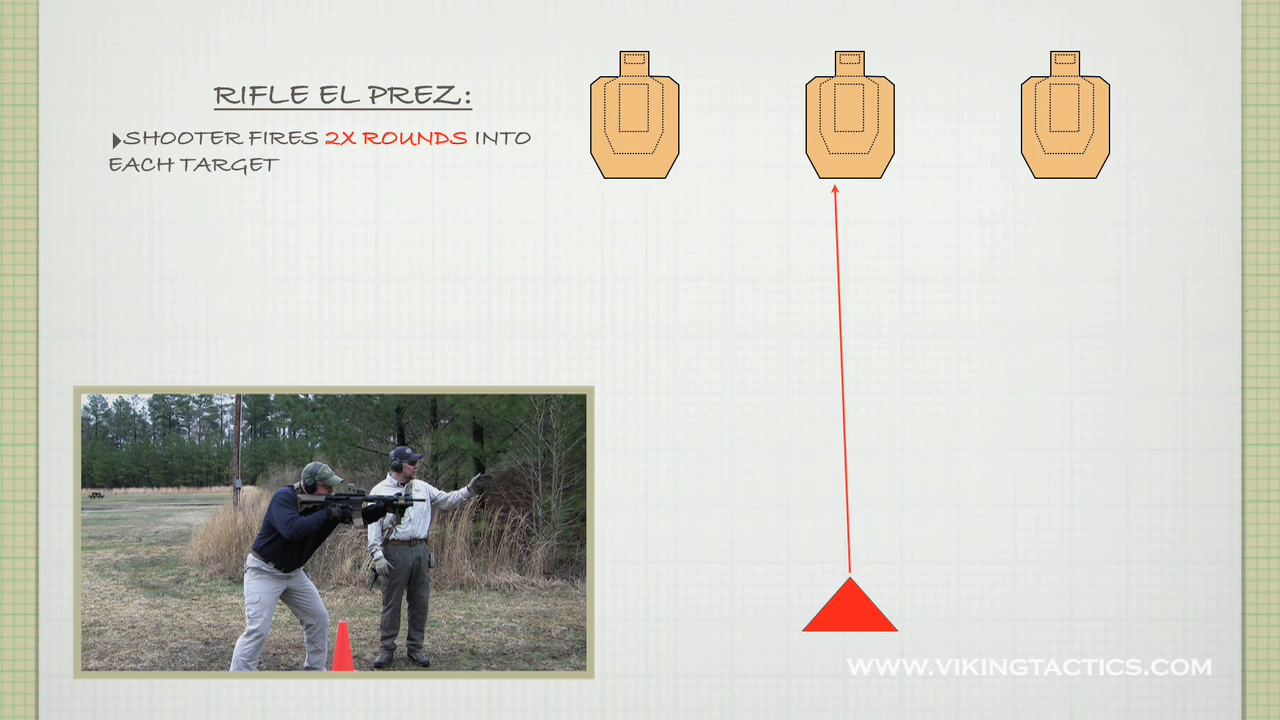 RIFLE EL PREZ:
SHOOTER FIRES 2X ROUNDS INTO
EACH TARGET
WWW.VIKINGTACTICS.COM